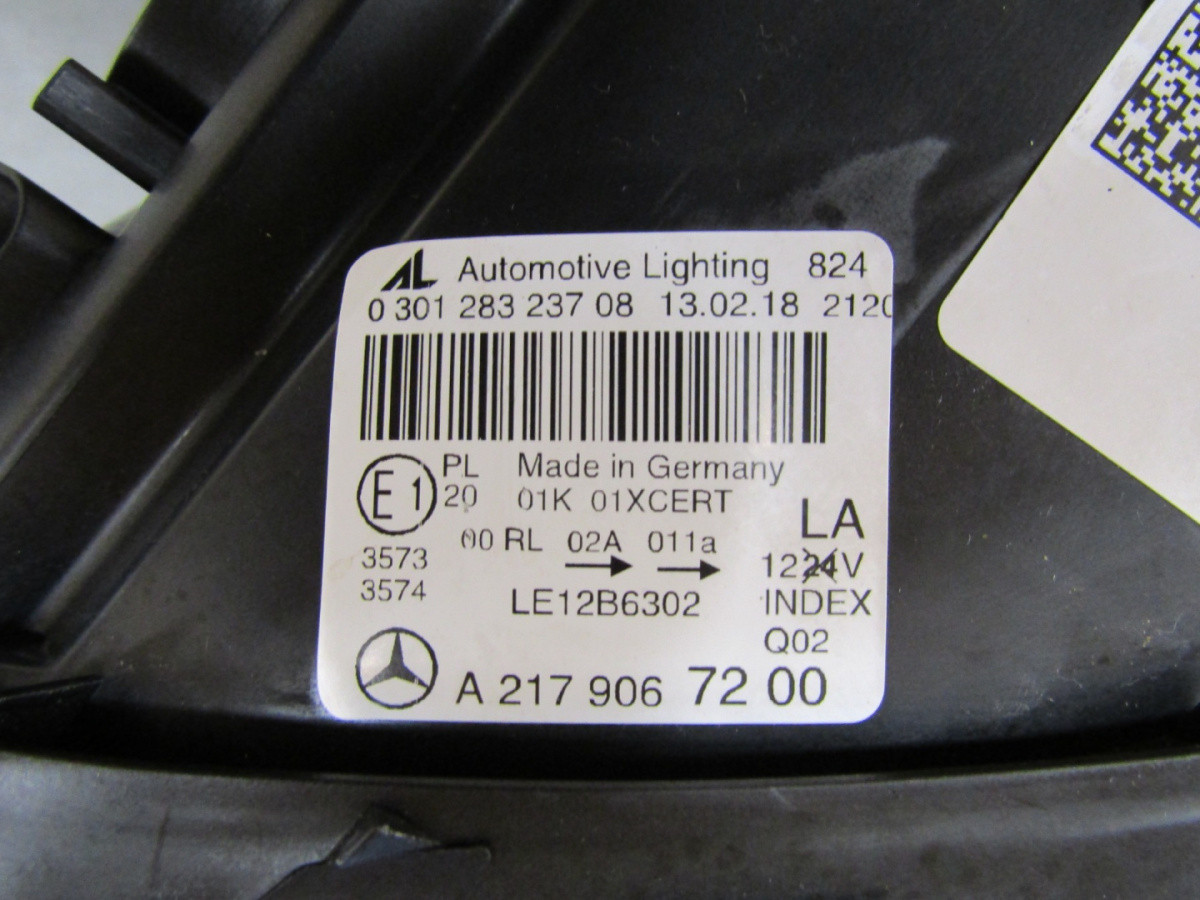 AL Automotive Lighting 824
0 301 283 237 08 13.02.18 2120
E1 PL Made in Germany
20 01K 01XCERT
LA
00 RL 02A 011a
3573 → → 1224V
3574 LE12B6302 INDEX
Q02
A 217 906 72 00